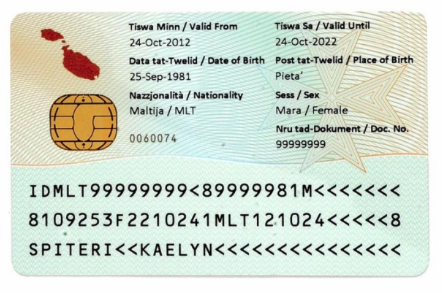 Tiswa Minn / Valid From
Tiswa Sa / Valid Until
24-Oct-2012
24-Oct-2022
Data tat-Twelid / Date of Birth
Post tat-Twelid / Place of Birth
25-Sep-1981
Pieta'
Nazzjonalità / Nationality
Sess / Sex
Maltija / MLT
Mara / Female
Nru tad-Dokument / Doc. No.
0060074
99999999
IDMLT99999999<89999981M<<<<<<<
8109253F2210241MLT121024<<<<<8
SPITERI<<KAELYN<<<<<<<<<<<<<<<